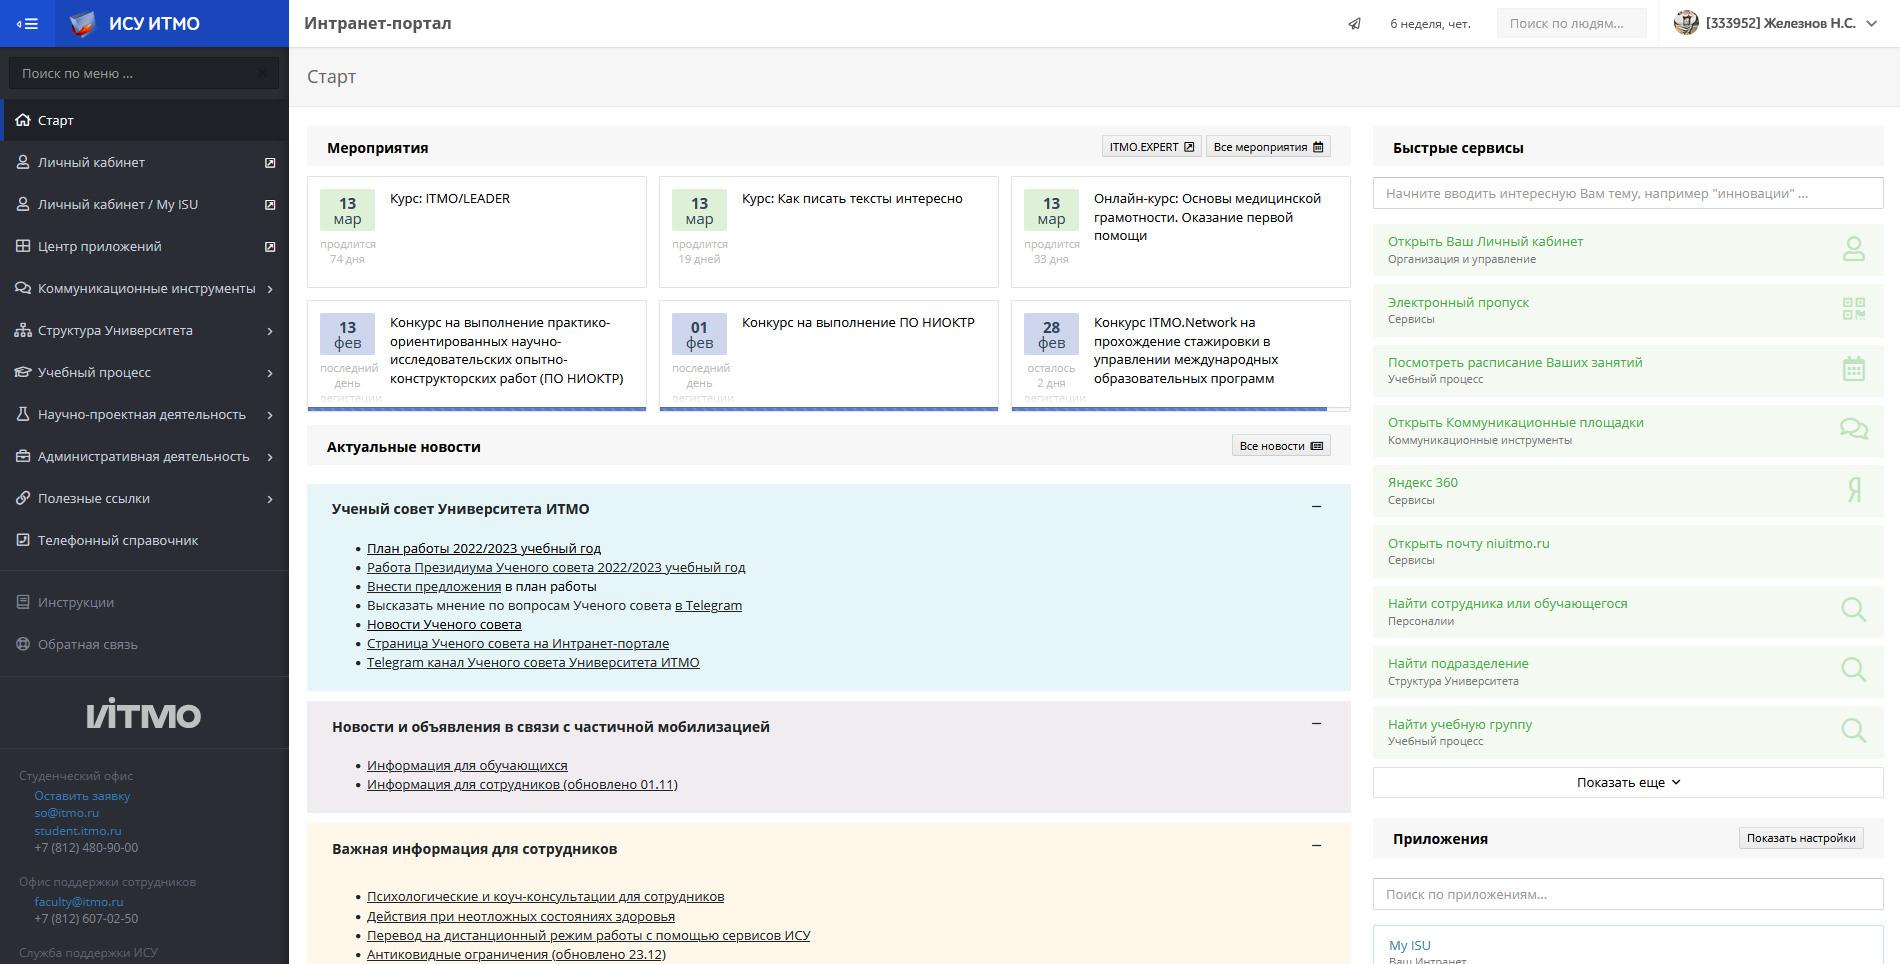 ИСУ ИТМО
Интранет-портал
6 неделя, чет.
Поиск по людям...
[333952] Железнов Н.С.
Поиск по меню ...
Старт
Личный кабинет
Личный кабинет / My ISU
Центр приложений
Коммуникационные инструменты
Структура Университета
Учебный процесс
Научно-проектная деятельность
Административная деятельность
Полезные ссылки
Телефонный справочник
Инструкции
Обратная связь
ИТМО
Студенческий офис
Оставить заявку
so@itmo.ru
student.itmo.ru
+7 (812) 480-90-00
Офис поддержки сотрудников
faculty@itmo.ru
+7 (812) 607-02-50
Служба поддержки ИСУ
Старт
Мероприятия
ITMO.EXPERT
Все мероприятия
13
мар
продлится
74 дня
Курс: ITMO/LEADER
13
мар
продлится
19 дней
Курс: Как писать тексты интересно
13
мар
продлится
33 дня
Онлайн-курс: Основы медицинской
грамотности. Оказание первой
помощи
13
фев
последний
день
регистации
Конкурс на выполнение практико-
ориентированных научно-
исследовательских опытно-
конструкторских работ (ПО НИОКТР)
01
фев
последний
день
регистации
Конкурс на выполнение ПО НИОКТР
28
фев
осталось
2 дня
регистации
Конкурс ITMO.Network на
прохождение стажировки в
управлении международных
образовательных программ
Актуальные новости
Все новости
Ученый совет Университета ИТМО
• План работы 2022/2023 учебный год
• Работа Президиума Ученого совета 2022/2023 учебный год
• Внести предложения в план работы
• Высказать мнение по вопросам Ученого совета в Telegram
• Новости Ученого совета
• Страница Ученого совета на Интранет-портале
• Telegram канал Ученого совета Университета ИТМО
Новости и объявления в связи с частичной мобилизацией
• Информация для обучающихся
• Информация для сотрудников (обновлено 01.11)
Важная информация для сотрудников
• Психологические и коуч-консультации для сотрудников
• Действия при неотложных состояниях здоровья
• Перевод на дистанционный режим работы с помощью сервисов ИСУ
• Антиковидные ограничения (обновлено 23.12)
Быстрые сервисы
Начните вводить интересную Вам тему, например "инновации" ...
Открыть Ваш Личный кабинет
Организация и управление
Электронный пропуск
Сервисы
Посмотреть расписание Ваших занятий
Учебный процесс
Открыть Коммуникационные площадки
Коммуникационные инструменты
Яндекс 360
Сервисы
Я
Открыть почту niuitmo.ru
Сервисы
Найти сотрудника или обучающегося
Персоналии
Найти подразделение
Структура Университета
Найти учебную группу
Учебный процесс
Показать еще
Приложения
Показать настройки
Поиск по приложениям...
My ISU
Ваш Интранет